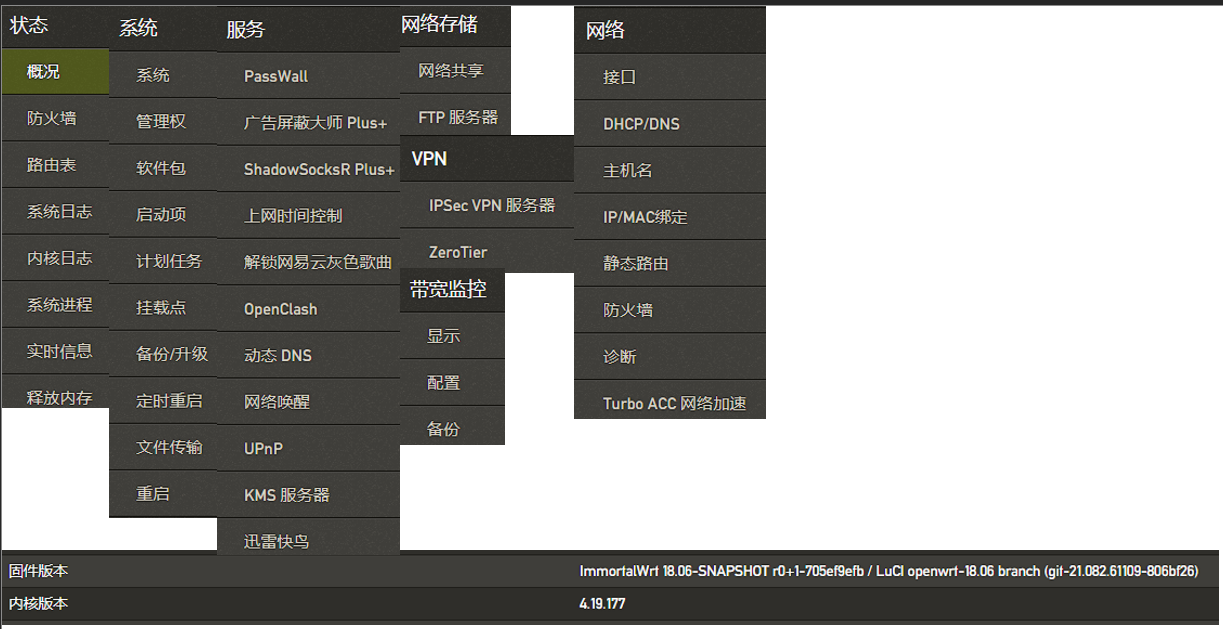 状态
概况
防火墙
路由表
系统日志
内核日志
系统进程
实时信息
释放内存
系统
系统
管理权
软件包
启动项
计划任务
挂载点
备份/升级
定时重启
文件传输
重启
服务
PassWall
广告屏蔽大师 Plus+
ShadowSocksR Plus+
上网时间控制
解锁网易云灰色歌曲
OpenClash
动态 DNS
网络唤醒
UPnP
KMS 服务器
迅雷快鸟
网络存储
网络共享
FTP 服务器
VPN
IPSec VPN 服务器
ZeroTier
带宽监控
显示
配置
备份
网络
接口
DHCP/DNS
主机名
IP/MAC绑定
静态路由
防火墙
诊断
Turbo ACC 网络加速
固件版本 ImmortalWrt 18.06-SNAPSHOT r0+1-705ef9efb / LuCI openwrt-18.06 branch (git-21.082.61109-806bf26)
内核版本 4.19.177